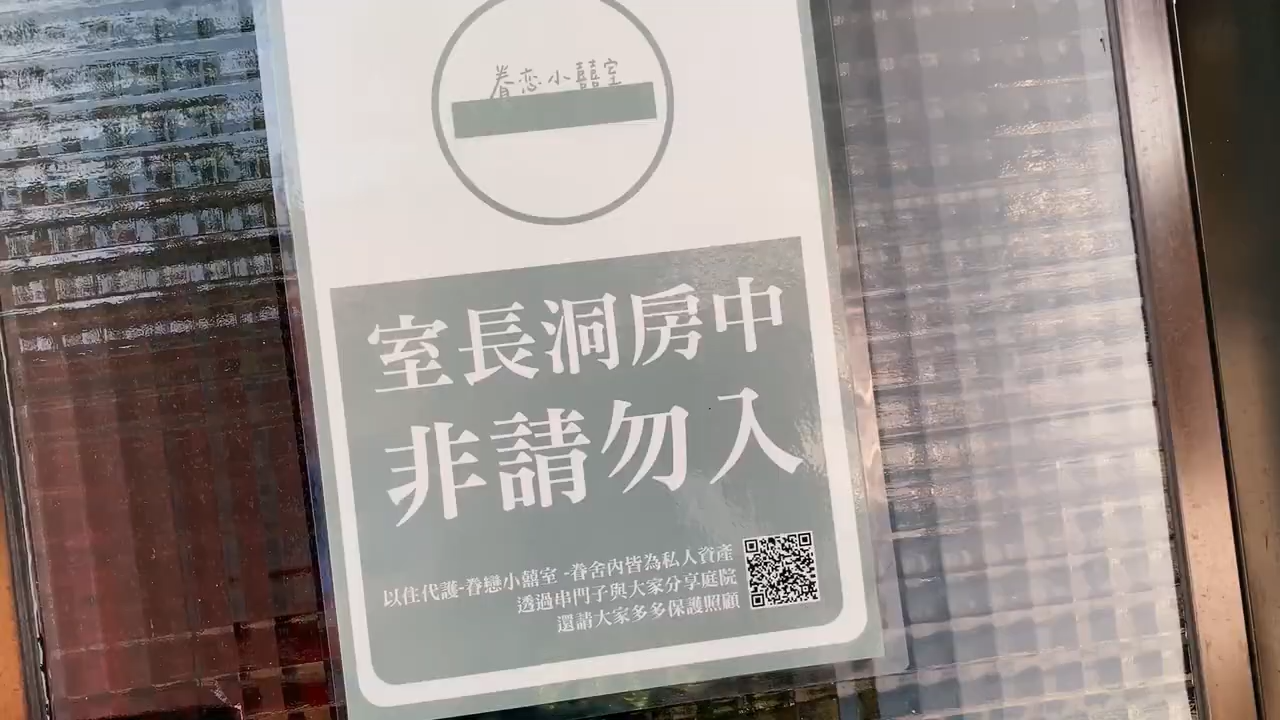 眷戀小囍室
室長洞房中
非請勿入
以住代護-眷戀小囍室 -眷舍內皆為私人資產
透過串門子與大家分享庭院
還請大家多多保護照顧